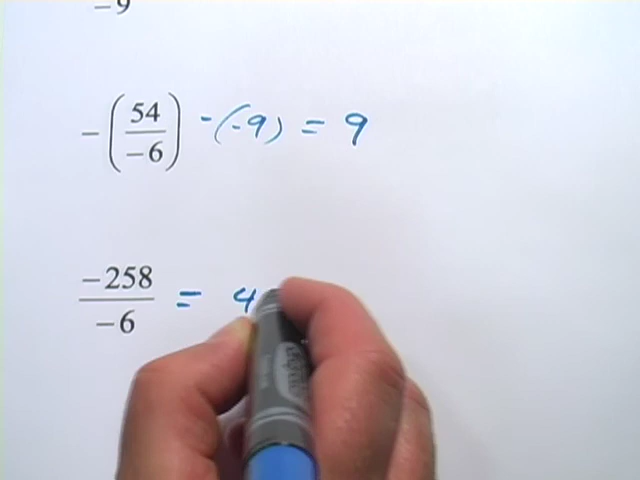 -9
-(54/-6) -(-9) = 9
-258/-6 = 4